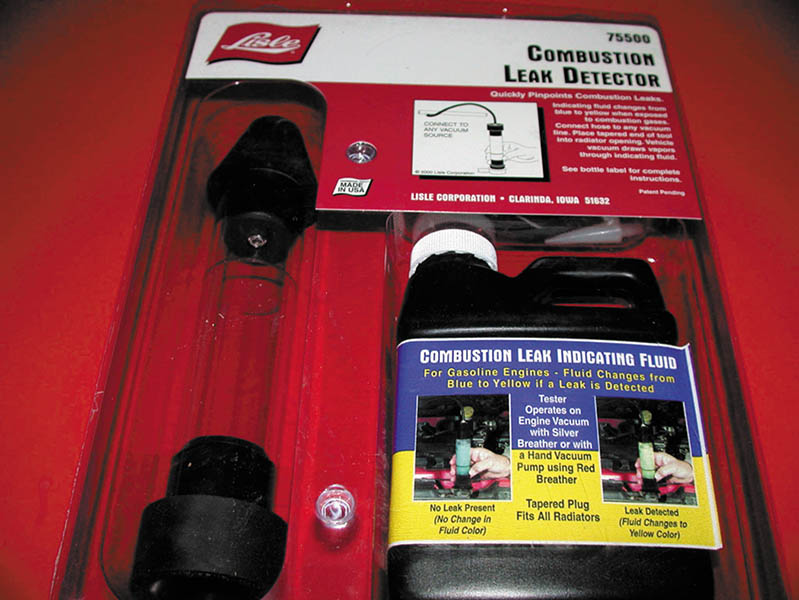 Lisle
75500
COMBUSTION
LEAK DETECTOR
Quickly Pinpoints Combustion Leaks.
CONNECT TO
ANY VACUUM
SOURCE
© 2000 Lisle Corporation
Indicating fluid changes from
blue to yellow when exposed
to combustion gases.
Connect hose to any vacuum
line. Place tapered end of tool
into radiator opening. Vehicle
vacuum draws vapors
through indicating fluid.
See bottle label for complete
instructions.
Patent Pending
MADE
IN USA
LISLE CORPORATION • CLARINDA, IOWA 51632
COMBUSTION LEAK INDICATING FLUID
For Gasoline Engines - Fluid Changes from
Blue to Yellow if a Leak is Detected
Tester
Operates on
Engine Vacuum
with Silver
Breather or with
a Hand Vacuum
Pump using Red
Breather
Tapered Plug
Fits All Radiators
No Leak Present
(No Change in
Fluid Color)
Leak Detected
(Fluid Changes to
Yellow Color)